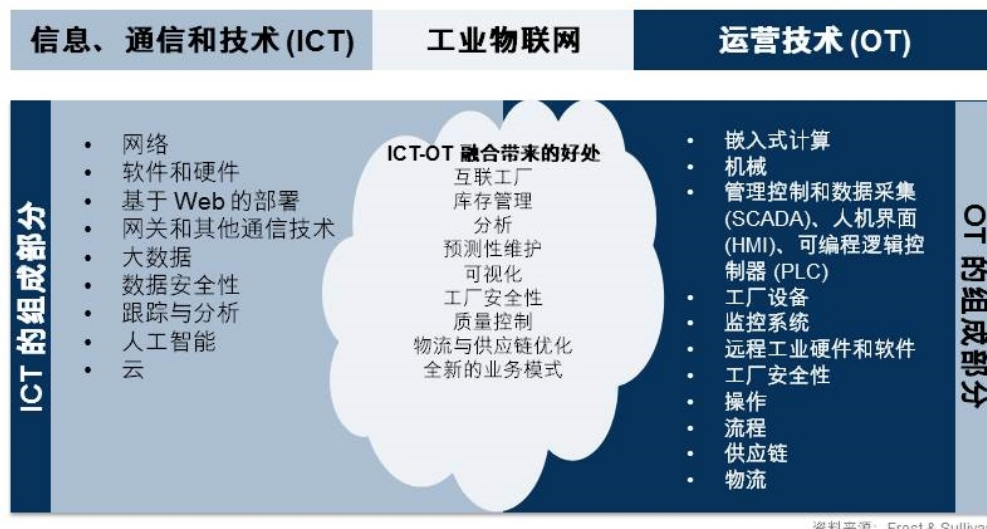 信息、通信和技术 (ICT)
工业物联网
运营技术 (OT)
ICT 的组成部分
• 网络
• 软件和硬件
• 基于 Web 的部署
• 网关和其他通信技术
• 大数据
• 数据安全性
• 跟踪与分析
• 人工智能
• 云
ICT-OT 融合带来的好处
互联工厂
库存管理
分析
预测性维护
可视化
工厂安全性
质量控制
物流与供应链优化
全新的业务模式
• 嵌入式计算
• 机械
• 管理控制和数据采集
(SCADA)、人机界面
(HMI)、可编程逻辑控
制器 (PLC)
• 工厂设备
• 监控系统
• 远程工业硬件和软件
• 工厂安全性
• 操作
• 流程
• 供应链
• 物流
OT 的组成部分
资料来源：Frost & Sullivan